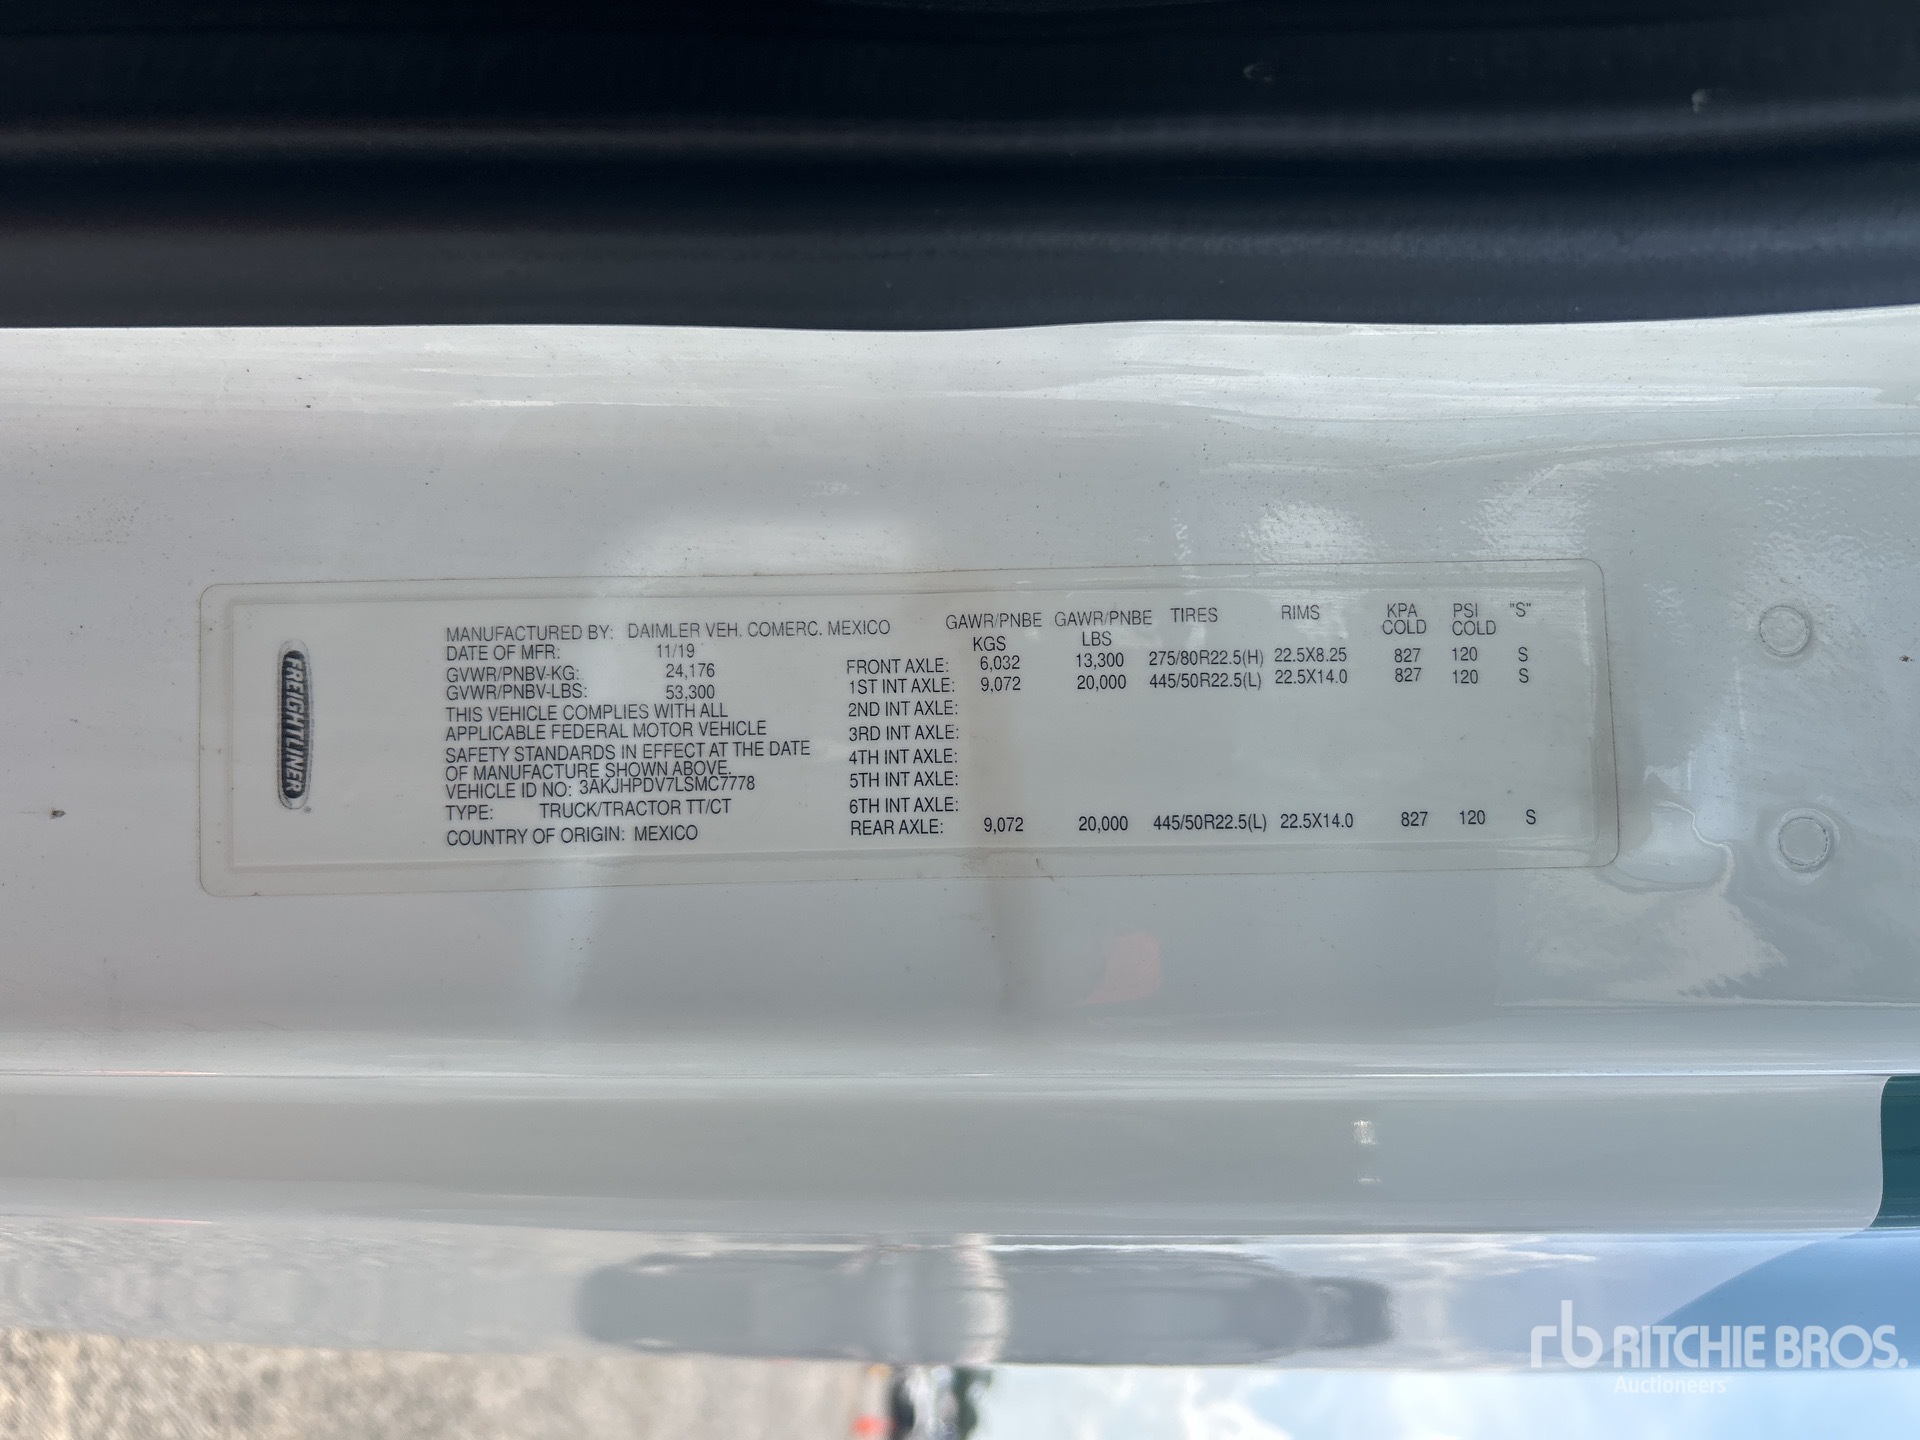 FREIGHTLINER
MANUFACTURED BY: DAIMLER VEH. COMERC. MEXICO
DATE OF MFR: 11/19
GVWR/PNBV-KG: 24,176
GVWR/PNBV-LBS: 53,300
THIS VEHICLE COMPLIES WITH ALL
APPLICABLE FEDERAL MOTOR VEHICLE
SAFETY STANDARDS IN EFFECT AT THE DATE
OF MANUFACTURE SHOWN ABOVE.
VEHICLE ID NO: 3AKJHPDV7LSMC7778
TYPE: TRUCK/TRACTOR TT/CT
COUNTRY OF ORIGIN: MEXICO
GAWR/PNBE GAWR/PNBE TIRES RIMS KPA PSI "S"
KGS LBS COLD COLD
FRONT AXLE: 6,032 13,300 275/80R22.5(H) 22.5X8.25 827 120 S
1ST INT AXLE: 9,072 20,000 445/50R22.5(L) 22.5X14.0 827 120 S
2ND INT AXLE:
3RD INT AXLE:
4TH INT AXLE:
5TH INT AXLE:
6TH INT AXLE:
REAR AXLE: 9,072 20,000 445/50R22.5(L) 22.5X14.0 827 120 S
rb RITCHIE BROS.
Auctioneers